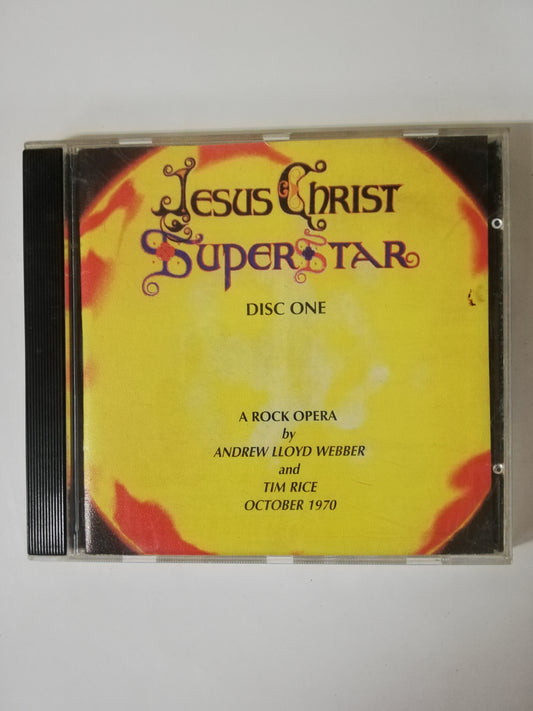 Jesus Christ
SuperStar
DISC ONE
A ROCK OPERA
by
ANDREW LLOYD WEBBER
and
TIM RICE
OCTOBER 1970